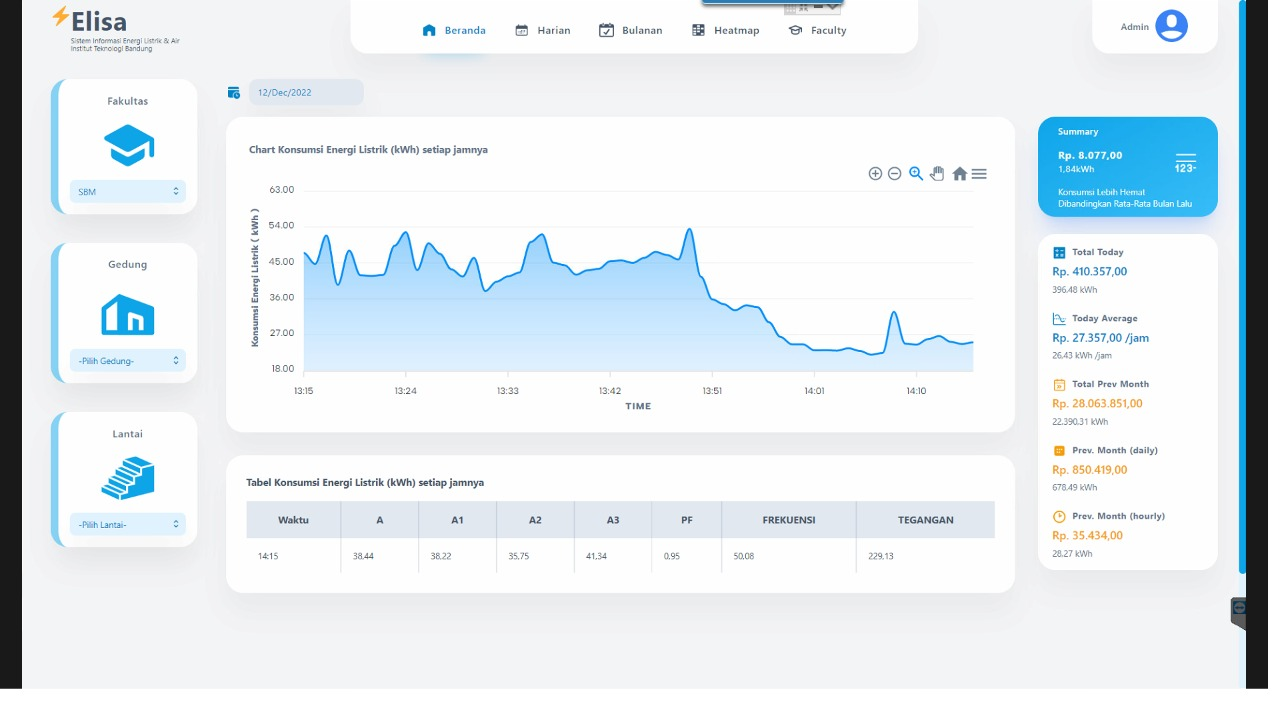 Elisa
Sistem Informasi Energi Listrik & Air
Institut Teknologi Bandung
Beranda
Harian
Bulanan
Heatmap
Faculty
Admin
Fakultas
SBM
Gedung
-Pilih Gedung-
Lantai
-Pilih Lantai-
12/Dec/2022
Chart Konsumsi Energi Listrik (kWh) setiap jamnya
Konsumsi Energi Listrik ( kWh )
63.00
54.00
45.00
36.00
27.00
18.00
13:15
13:24
13:33
13:42
13:51
14:01
14:10
TIME
Tabel Konsumsi Energi Listrik (kWh) setiap jamnya
Waktu A A1 A2 A3 PF FREKUENSI TEGANGAN
14:15 38,44 38,22 35,75 41,34 0,95 50,08 229,13
Summary
Rp. 8.077,00
1,84kWh
123-
Konsumsi Lebih Hemat
Dibandingkan Rata-Rata Bulan Lalu
Total Today
Rp. 410.357,00
396.48 kWh
Today Average
Rp. 27.357,00 /jam
26.43 kWh /jam
Total Prev Month
Rp. 28.063.851,00
22.390.31 kWh
Prev. Month (daily)
Rp. 850.419,00
678.49 kWh
Prev. Month (hourly)
Rp. 35.434,00
28.27 kWh